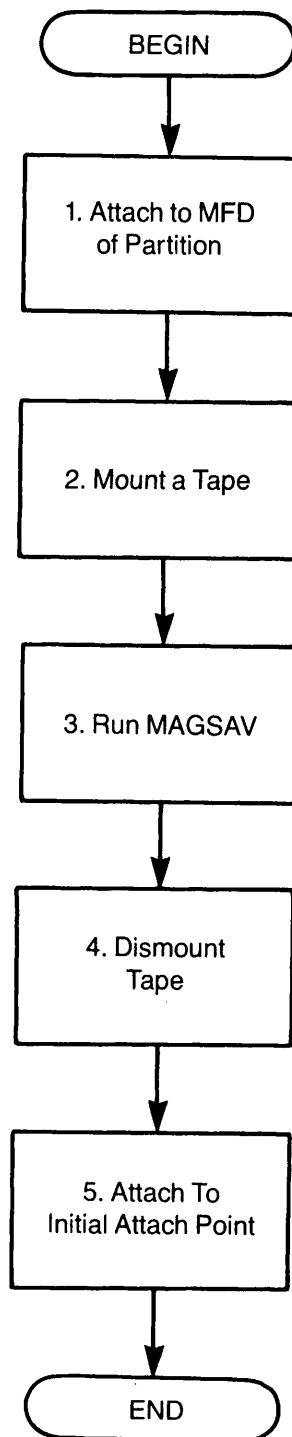 BEGIN
1. Attach to MFD
of Partition
2. Mount a Tape
3. Run MAGSAV
4. Dismount
Tape
5. Attach To
Initial Attach Point
END